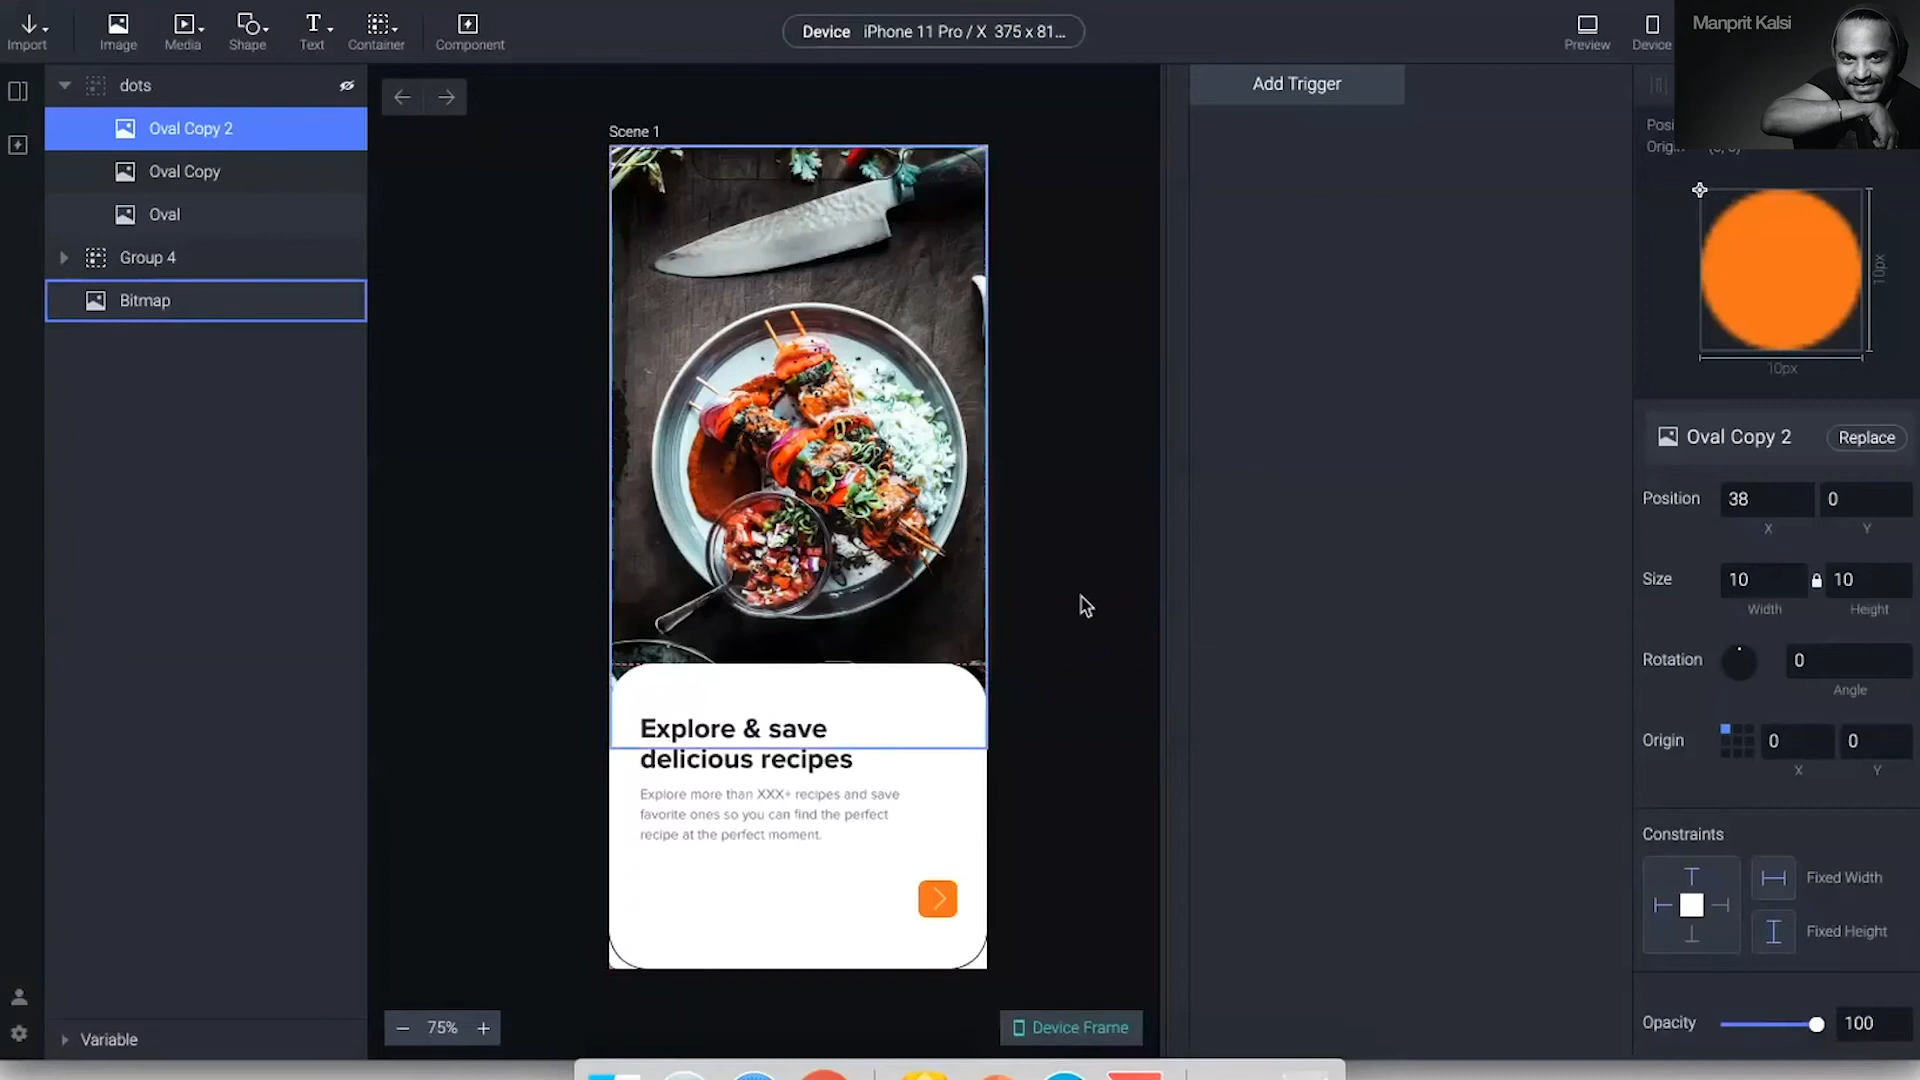 Import
Image
Media
Shape
Text
Container
Component
Device iPhone 11 Pro / X 375 x 81...
Preview
Device
Manprit Kalsi
dots
Oval Copy 2
Oval Copy
Oval
Group 4
Bitmap
Variable
Scene 1
Explore & save
delicious recipes
Explore more than XXX+ recipes and save
favorite ones so you can find the perfect
recipe at the perfect moment.
75%
Device Frame
Add Trigger
10px
10px
Oval Copy 2
Replace
Position 38 0
X Y
Size 10 10
Width Height
Rotation 0
Angle
Origin 0 0
X Y
Constraints
Fixed Width
Fixed Height
Opacity 100